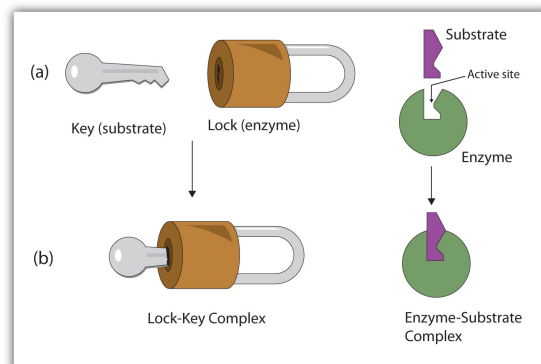 (a)
Key (substrate)
Lock (enzyme)
Substrate
Active site
Enzyme
(b)
Lock-Key Complex
Enzyme-Substrate
Complex